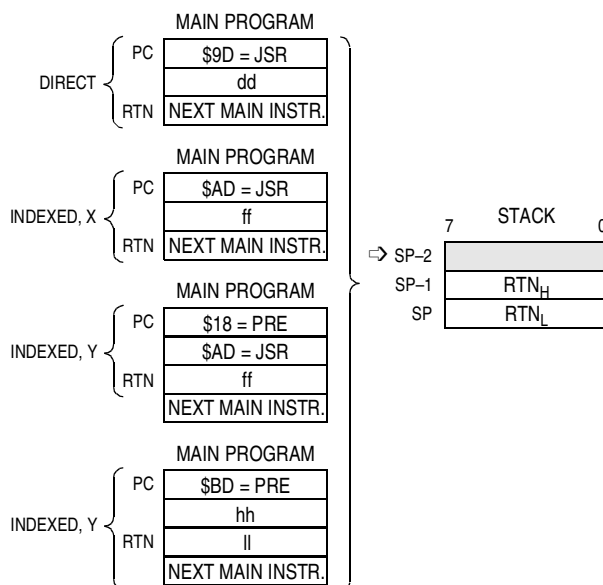 MAIN PROGRAM
PC $9D = JSR
DIRECT dd
RTN NEXT MAIN INSTR.
MAIN PROGRAM
PC $AD = JSR
INDEXED, X ff
RTN NEXT MAIN INSTR.
MAIN PROGRAM
PC $18 = PRE
INDEXED, Y $AD = JSR
RTN ff
NEXT MAIN INSTR.
MAIN PROGRAM
PC $BD = PRE
INDEXED, Y hh
RTN ll
NEXT MAIN INSTR.
7 STACK 0
⇨ SP–2
SP–1 RTNH
SP RTNL